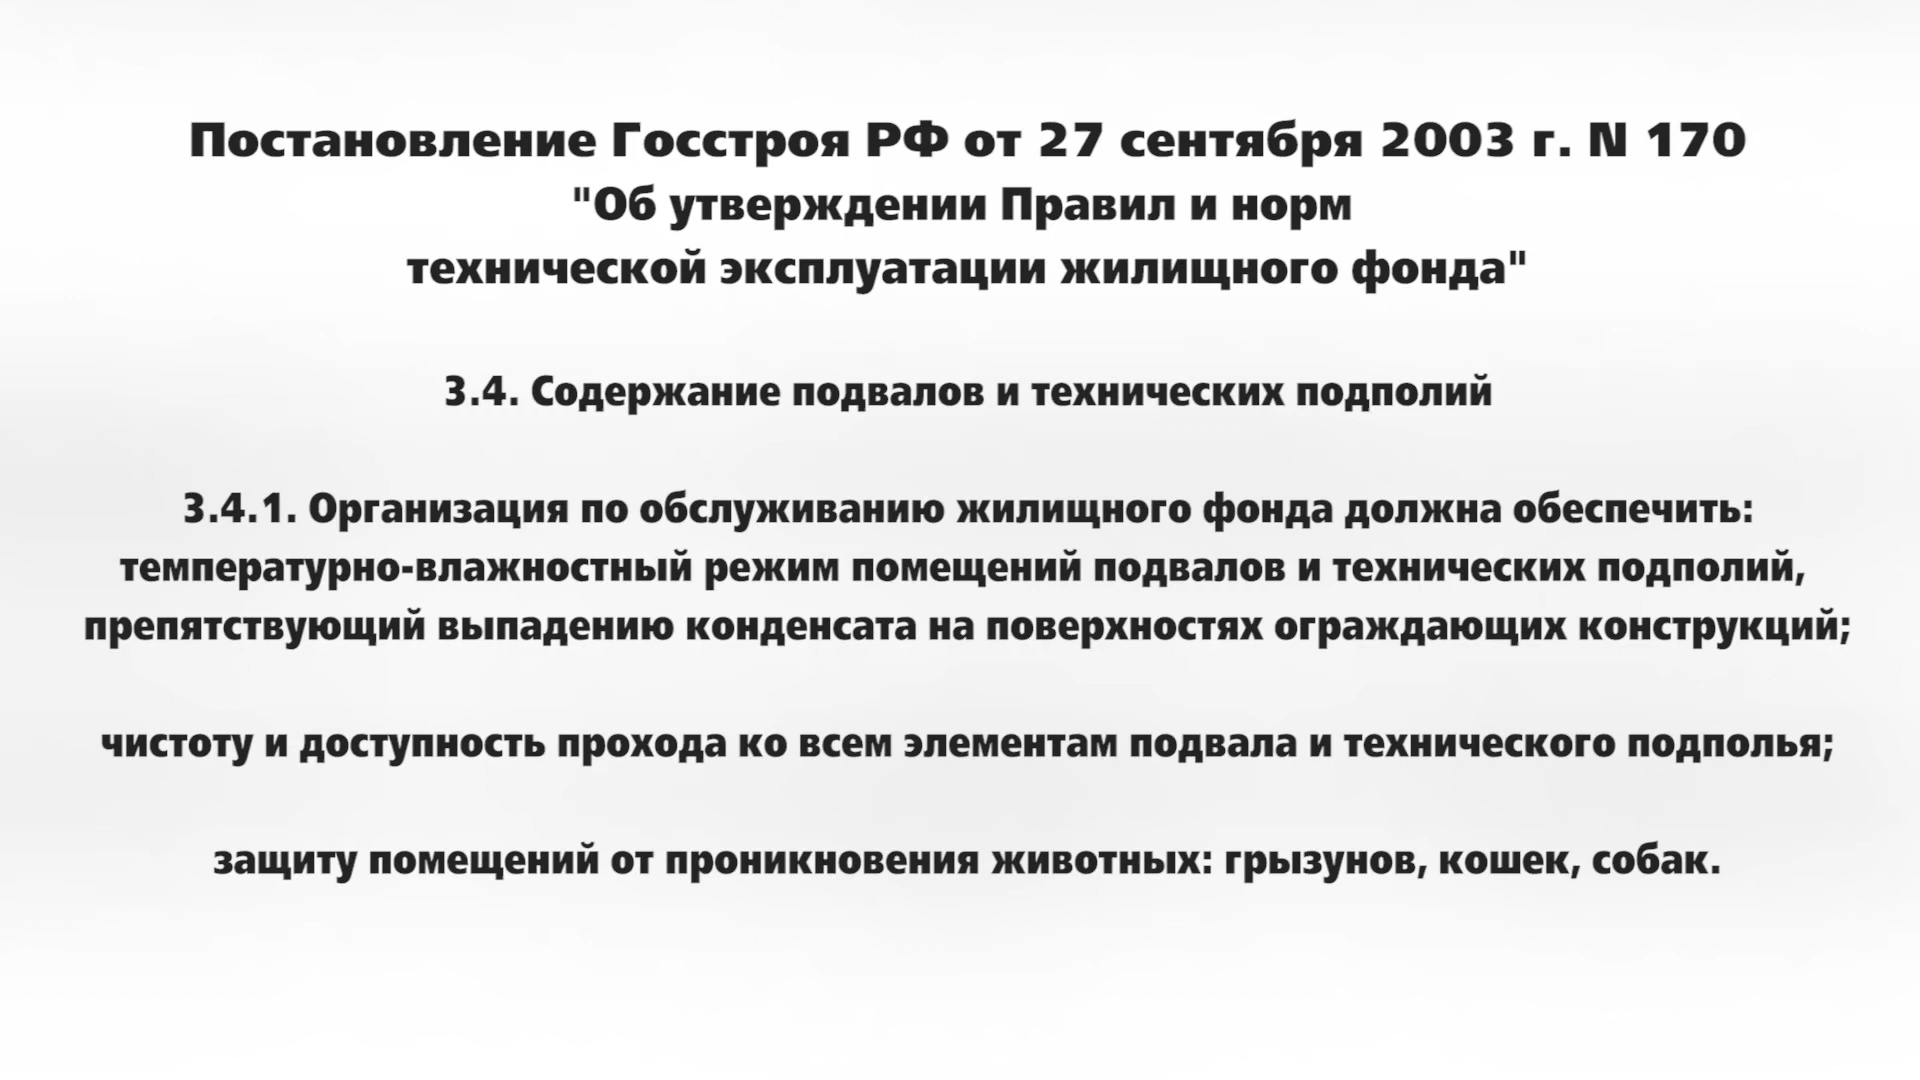 Постановление Госстроя РФ от 27 сентября 2003 г. N 170
"Об утверждении Правил и норм
технической эксплуатации жилищного фонда"
3.4. Содержание подвалов и технических подполий
3.4.1. Организация по обслуживанию жилищного фонда должна обеспечить:
температурно-влажностный режим помещений подвалов и технических подполий,
препятствующий выпадению конденсата на поверхностях ограждающих конструкций;
чистоту и доступность прохода ко всем элементам подвала и технического подполья;
защиту помещений от проникновения животных: грызунов, кошек, собак.